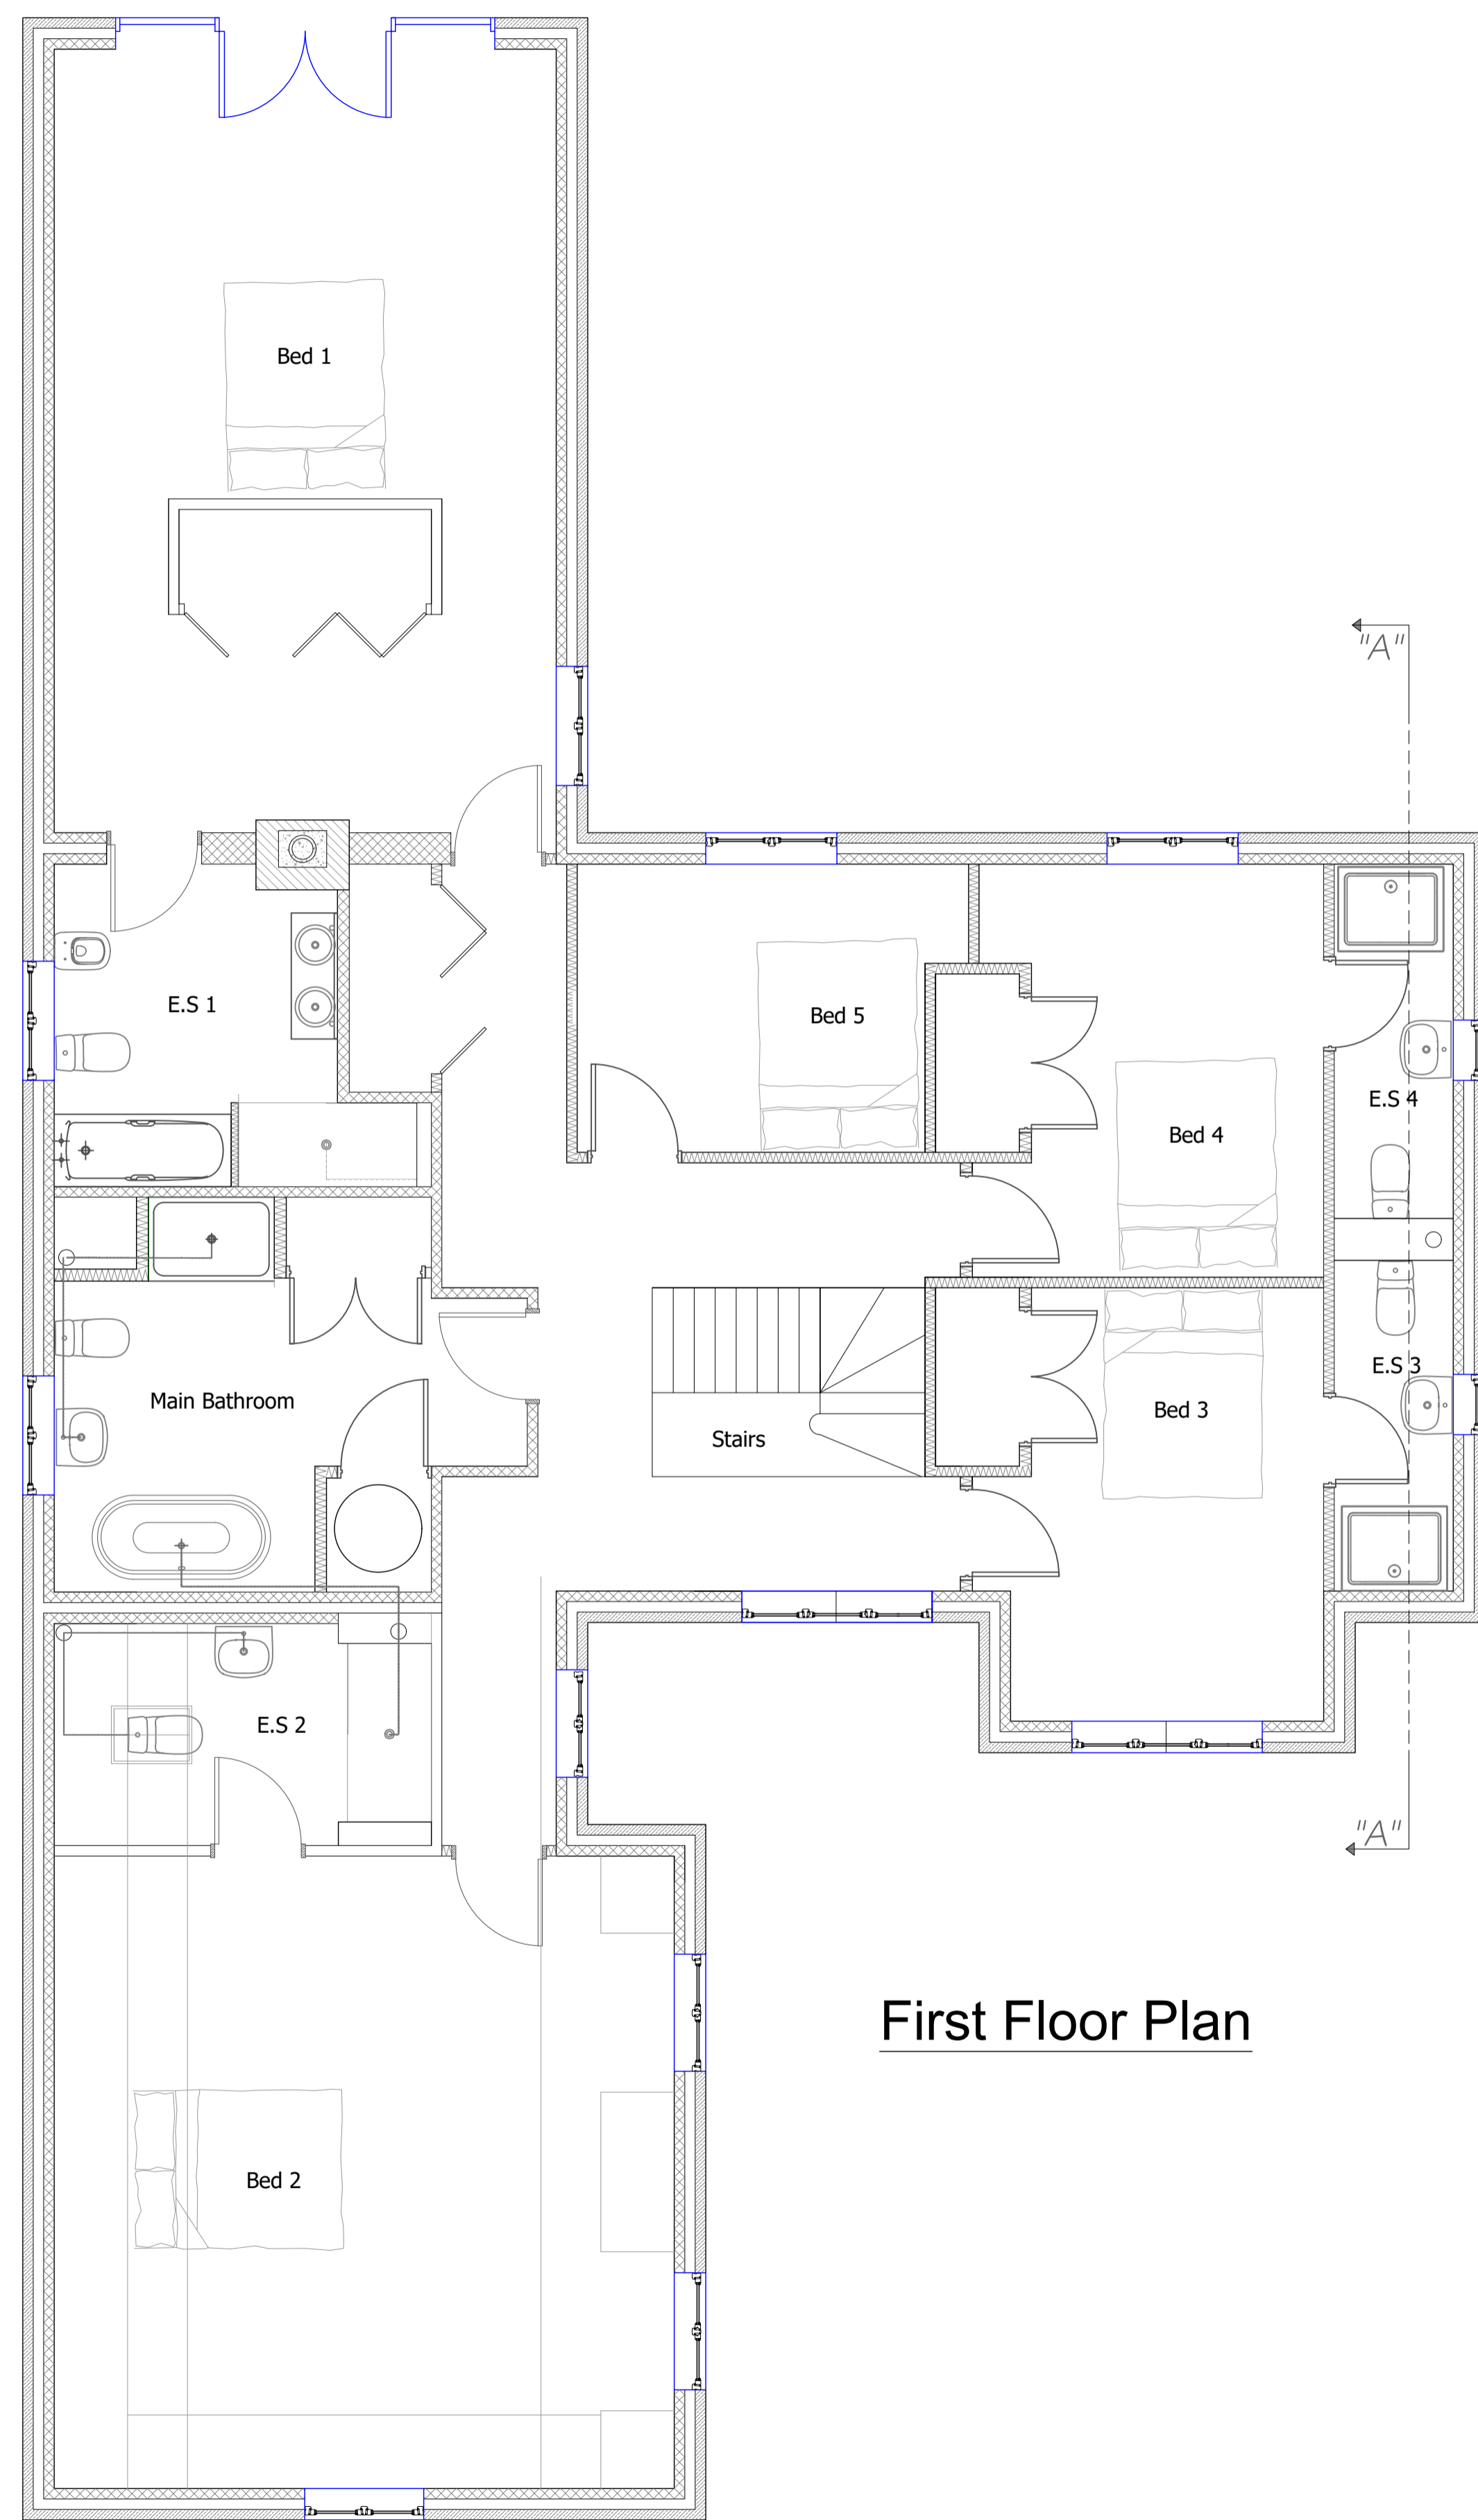 Bed 1
"A"
E.S 1
Bed 5
E.S 4
Bed 4
E.S 3
Main Bathroom
Bed 3
Stairs
E.S 2
"A"
First Floor Plan
Bed 2